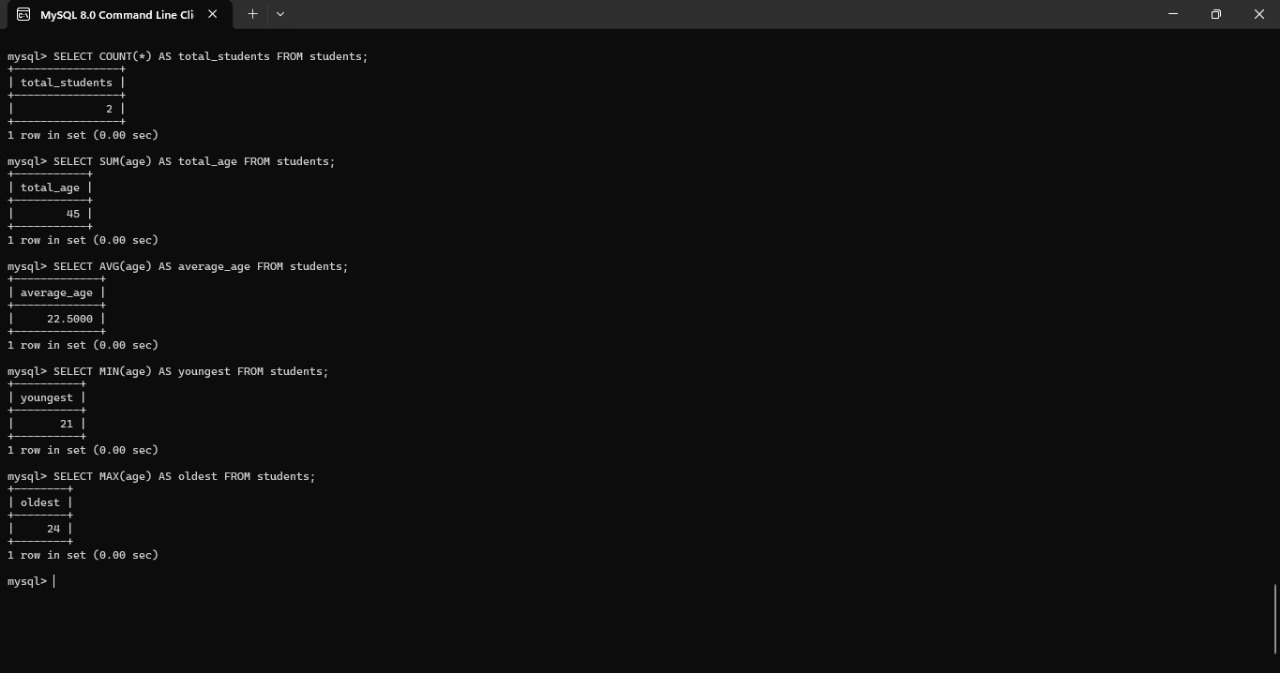 MySQL 8.0 Command Line Cli
mysql> SELECT COUNT(*) AS total_students FROM students;
+----------------+
| total_students |
+----------------+
|              2 |
+----------------+
1 row in set (0.00 sec)
mysql> SELECT SUM(age) AS total_age FROM students;
+-----------+
| total_age |
+-----------+
|        45 |
+-----------+
1 row in set (0.00 sec)
mysql> SELECT AVG(age) AS average_age FROM students;
+-------------+
| average_age |
+-------------+
|     22.5000 |
+-------------+
1 row in set (0.00 sec)
mysql> SELECT MIN(age) AS youngest FROM students;
+----------+
| youngest |
+----------+
|       21 |
+----------+
1 row in set (0.00 sec)
mysql> SELECT MAX(age) AS oldest FROM students;
+--------+
| oldest |
+--------+
|     24 |
+--------+
1 row in set (0.00 sec)
mysql>